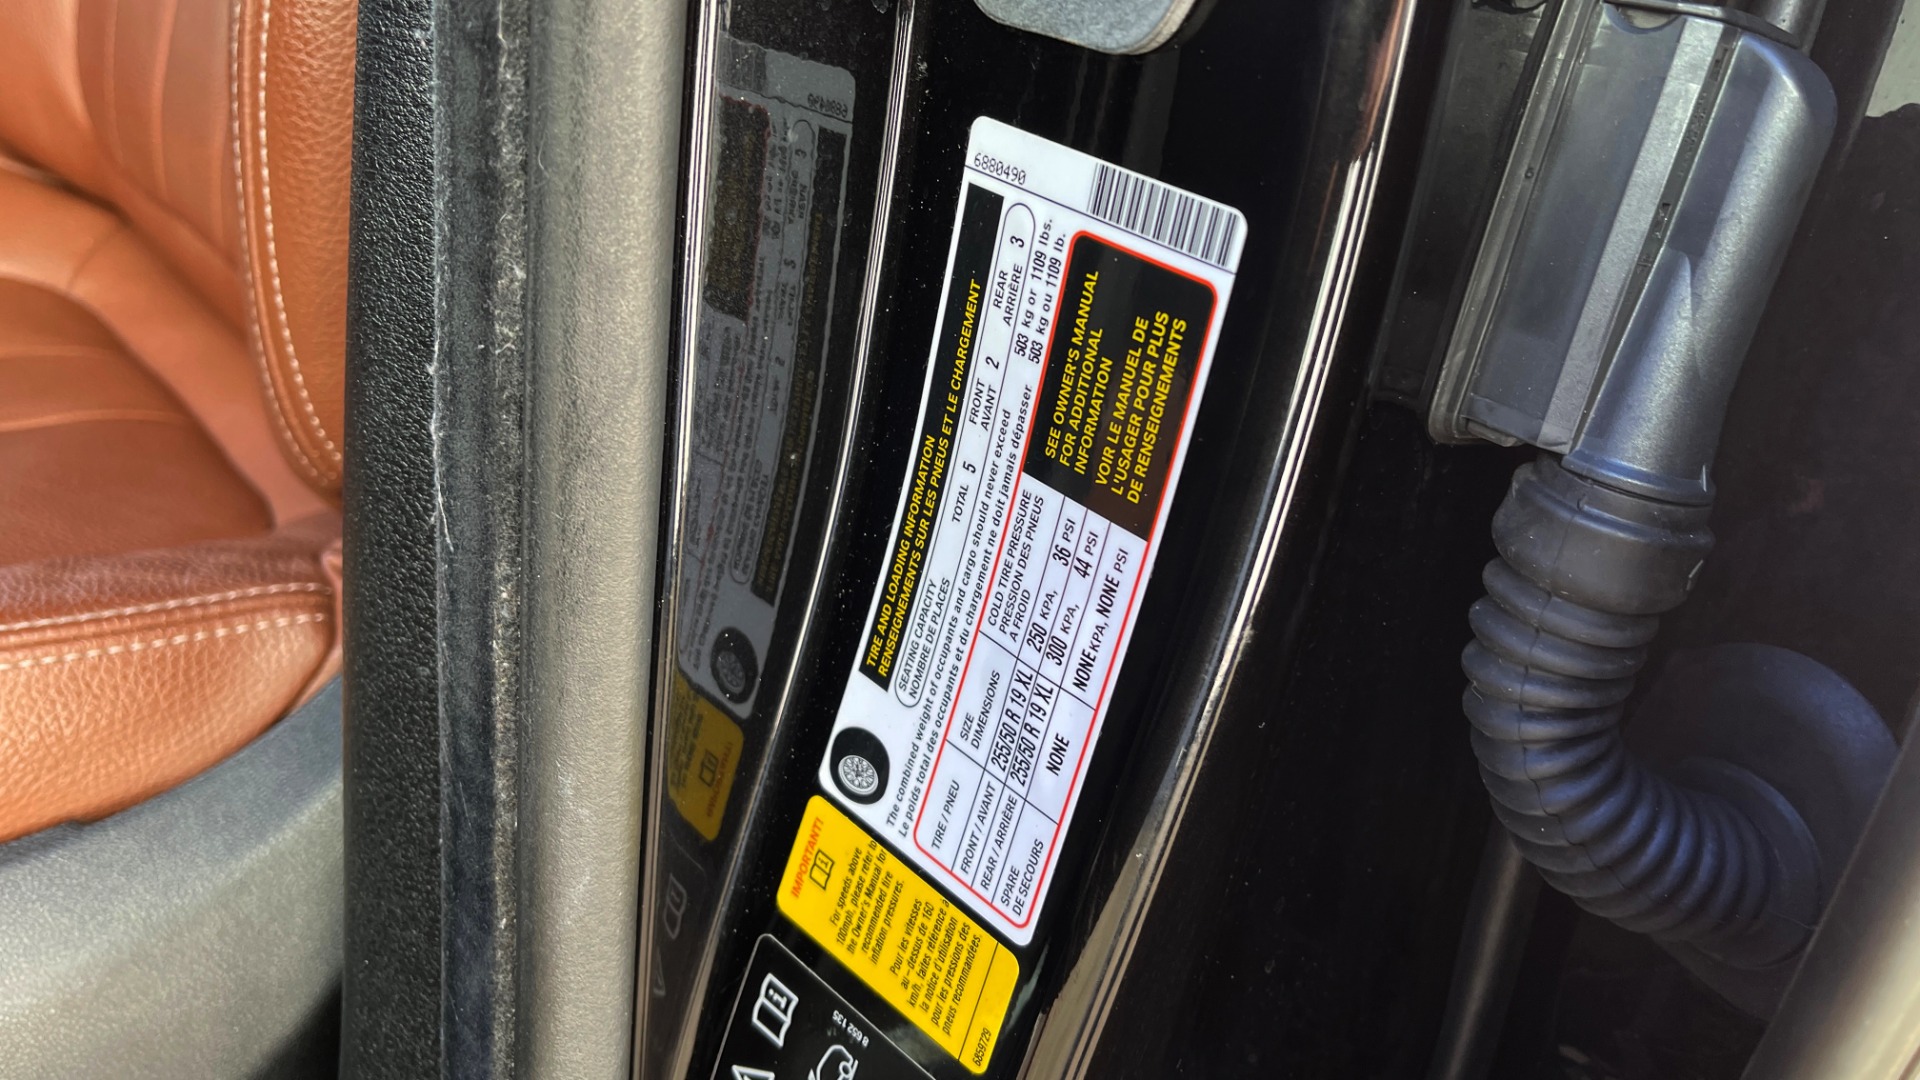 6880490
TIRE AND LOADING INFORMATION
RENSEIGNEMENTS SUR LES PNEUS ET LE CHARGEMENT
SEATING CAPACITY TOTAL 5 FRONT 2 REAR 3
NOMBRE DE PLACES AVANT ARRIÈRE
The combined weight of occupants and cargo should never exceed 503 kg or 1109 lbs.
Le poids total des occupants et du chargement ne doit jamais dépasser 503 kg ou 1109 lb.
TIRE / PNEU
SIZE
DIMENSIONS
COLD TIRE PRESSURE
PRESSION DES PNEUS
A FROID
FRONT / AVANT 255/50 R 19 XL 250 KPA, 36 PSI
REAR / ARRIÈRE 255/50 R 19 XL 300 KPA, 44 PSI
SPARE
DE SECOURS
NONE NONE KPA, NONE PSI
SEE OWNER'S MANUAL
FOR ADDITIONAL
INFORMATION
VOIR LE MANUEL DE
L'USAGER POUR PLUS
DE RENSEIGNEMENTS
IMPORTANT!
For speeds above
100mph, please refer to
the Owner's Manual for
recommended tire
inflation pressures.
Pour les vitesses
au - dessus de 160
km/h, faites référence à
la notice d'utilisation
pour les pressions des
pneus recommandées.
6859729
8 652 135